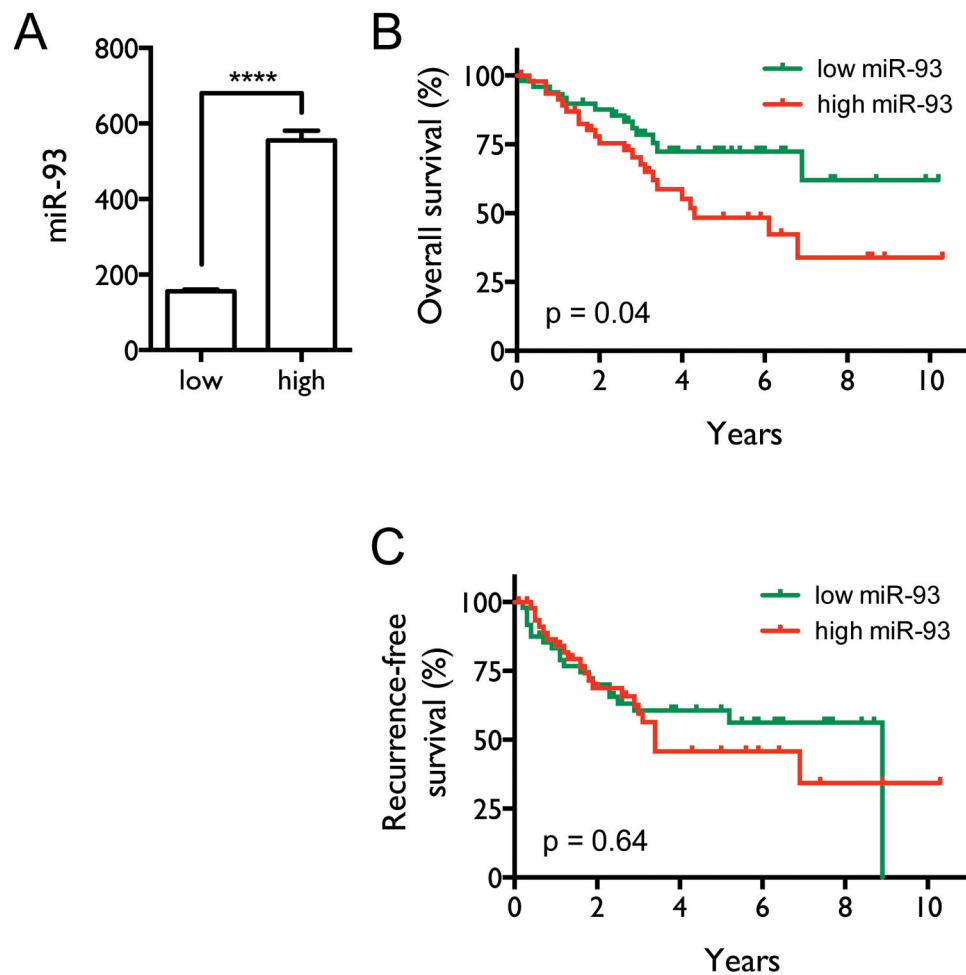 A
miR-93
800
600
400
200
0
****
low
high
B
Overall survival (%)
100
75
50
25
0
low miR-93
high miR-93
p = 0.04
0 2 4 6 8 10
Years
C
Recurrence-free
survival (%)
100
75
50
25
0
low miR-93
high miR-93
p = 0.64
0 2 4 6 8 10
Years